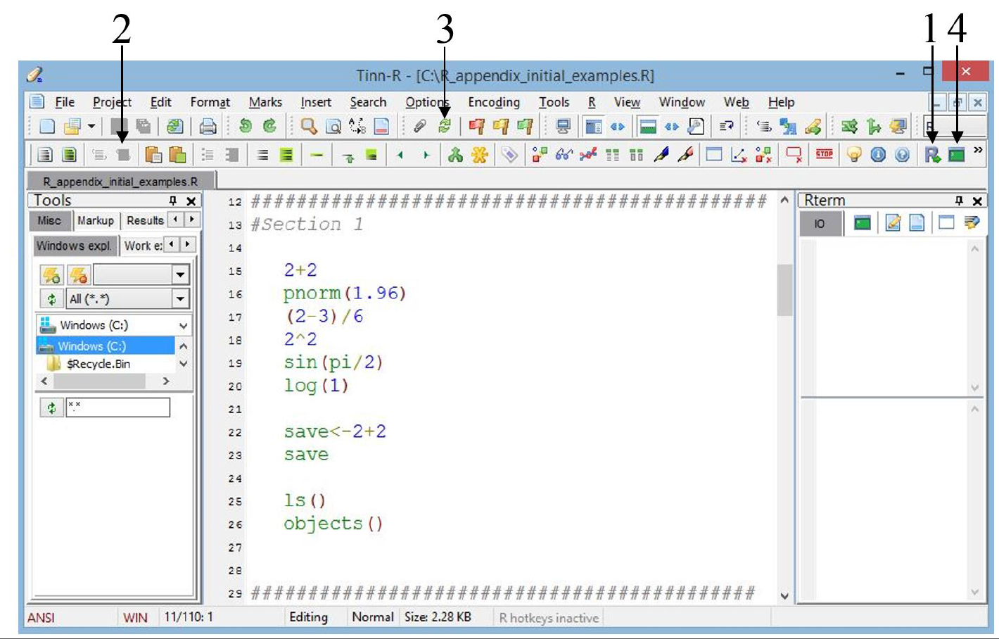 2 3 1 4
Tinn-R - [C:\R_appendix_initial_examples.R]
File Project Edit Format Marks Insert Search Options Encoding Tools R View Window Web Help
STOP
R_appendix_initial_examples.R
Tools
Misc Markup Results
Windows expl. Work e
All (*.*)
Windows (C:)
Windows (C:)
$Recycle.Bin
*.*
12 #############################################
13 #Section 1
14
15 2+2
16 pnorm(1.96)
17 (2-3)/6
18 2^2
19 sin(pi/2)
20 log(1)
21
22 save<-2+2
23 save
24
25 ls()
26 objects()
27
28
29 ############################################
Rterm
IO
ANSI WIN 11/110: 1 Editing Normal Size: 2.28 KB R hotkeys inactive